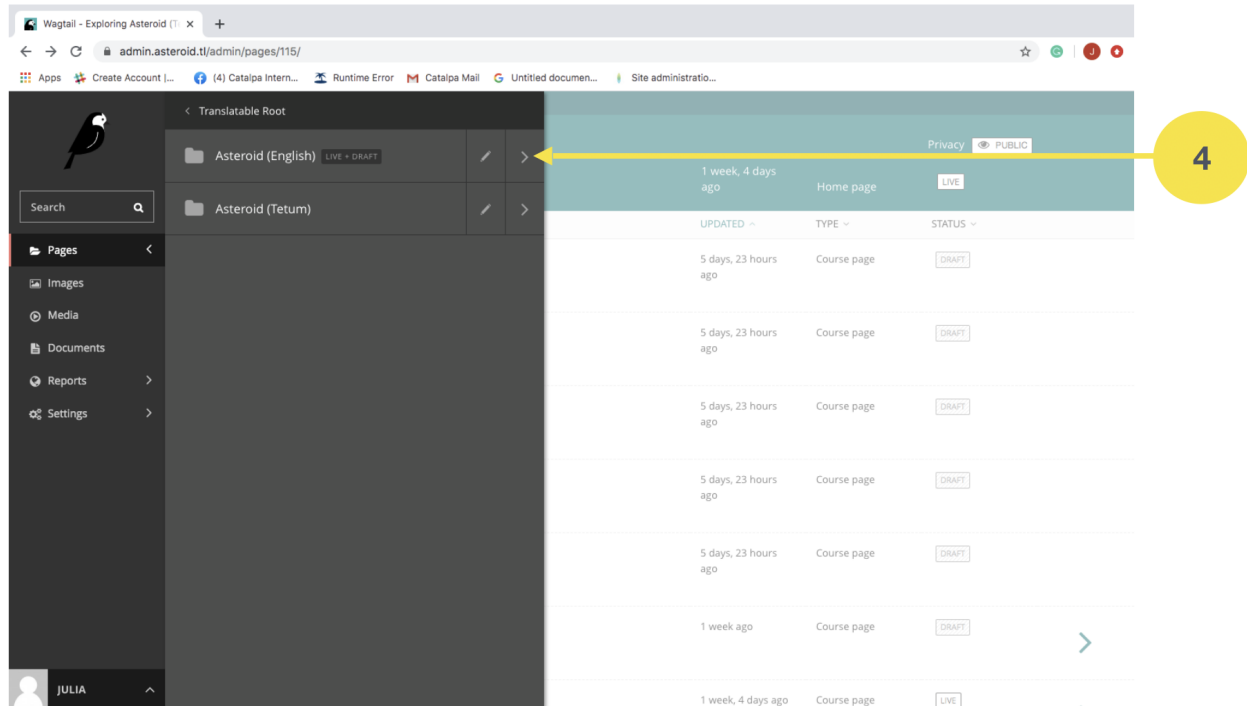 Wagtail - Exploring Asteroid (T
admin.asteroid.tl/admin/pages/115/
J
Apps Create Account |... (4) Catalpa Intern... Runtime Error Catalpa Mail Untitled documen... Site administratio...
Translatable Root
Asteroid (English) LIVE + DRAFT
Asteroid (Tetum)
Search
Pages
Images
Media
Documents
Reports
Settings
JULIA
Privacy PUBLIC
1 week, 4 days
ago Home page LIVE
UPDATED TYPE STATUS
5 days, 23 hours Course page DRAFT
ago
5 days, 23 hours Course page DRAFT
ago
5 days, 23 hours Course page DRAFT
ago
5 days, 23 hours Course page DRAFT
ago
5 days, 23 hours Course page DRAFT
ago
1 week ago Course page DRAFT
1 week, 4 days ago Course page LIVE
4